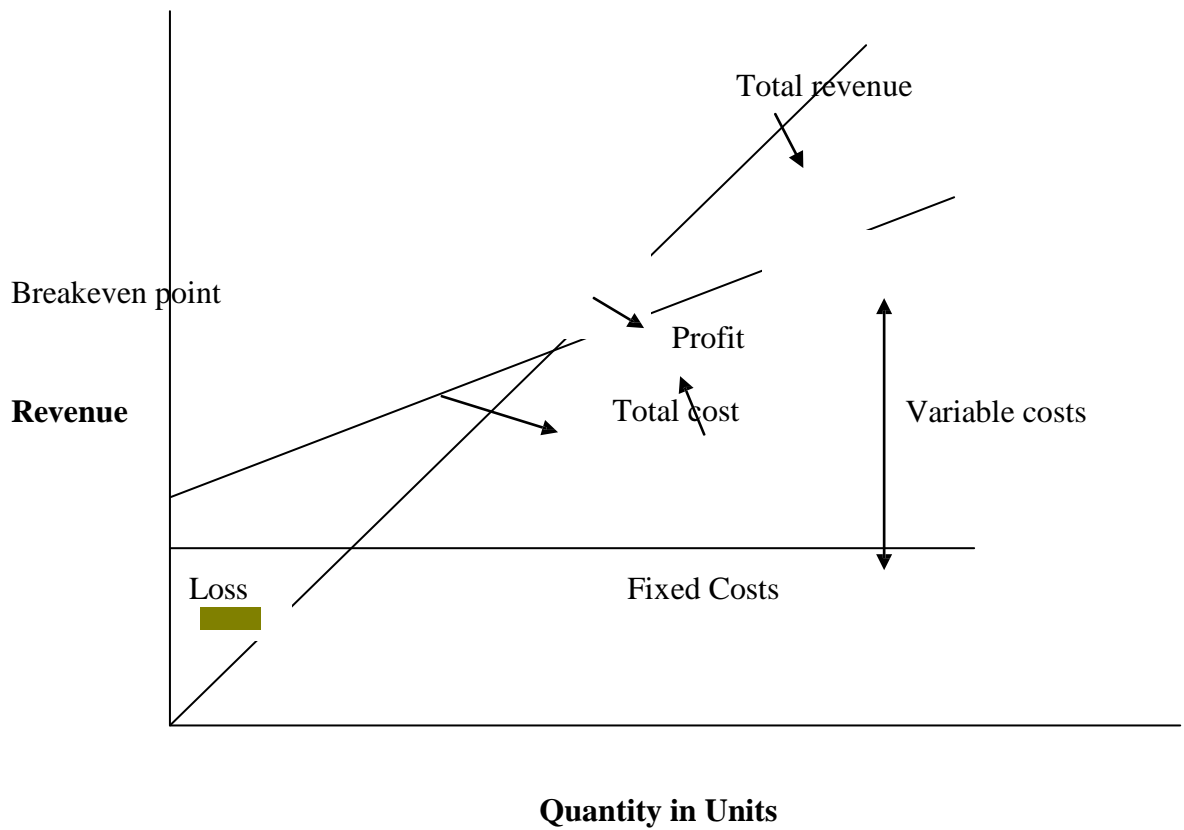 Total revenue
Breakeven point
Profit
Revenue
Total cost
Variable costs
Loss
Fixed Costs
Quantity in Units